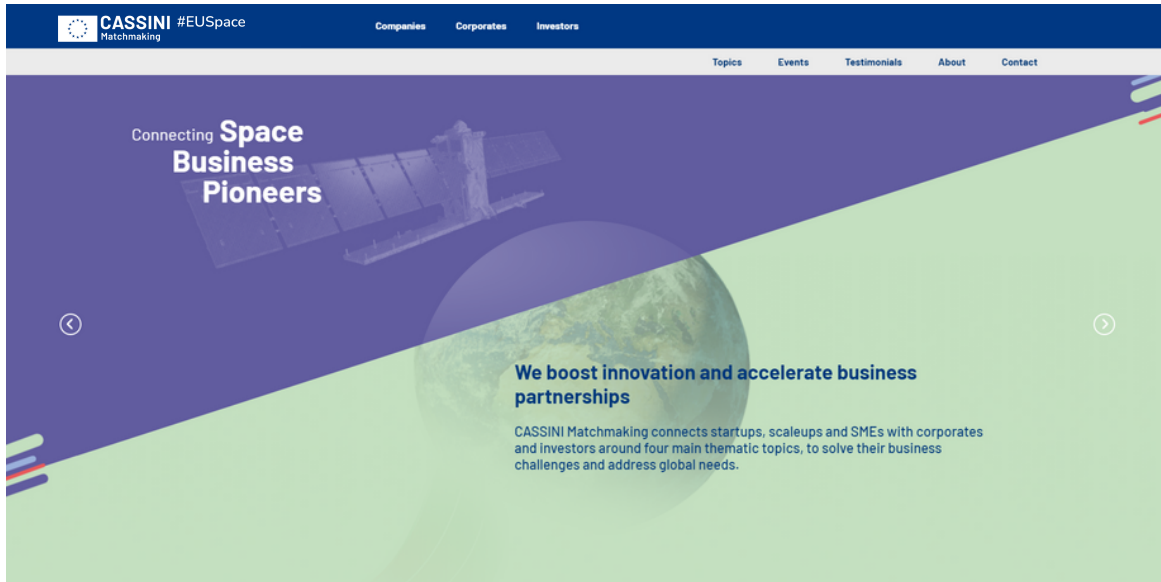 CASSINI #EUSpace
Matchmaking
Companies Corporates Investors
Topics Events Testimonials About Contact
Connecting Space
Business
Pioneers
We boost innovation and accelerate business
partnerships
CASSINI Matchmaking connects startups, scaleups and SMEs with corporates
and investors around four main thematic topics, to solve their business
challenges and address global needs.